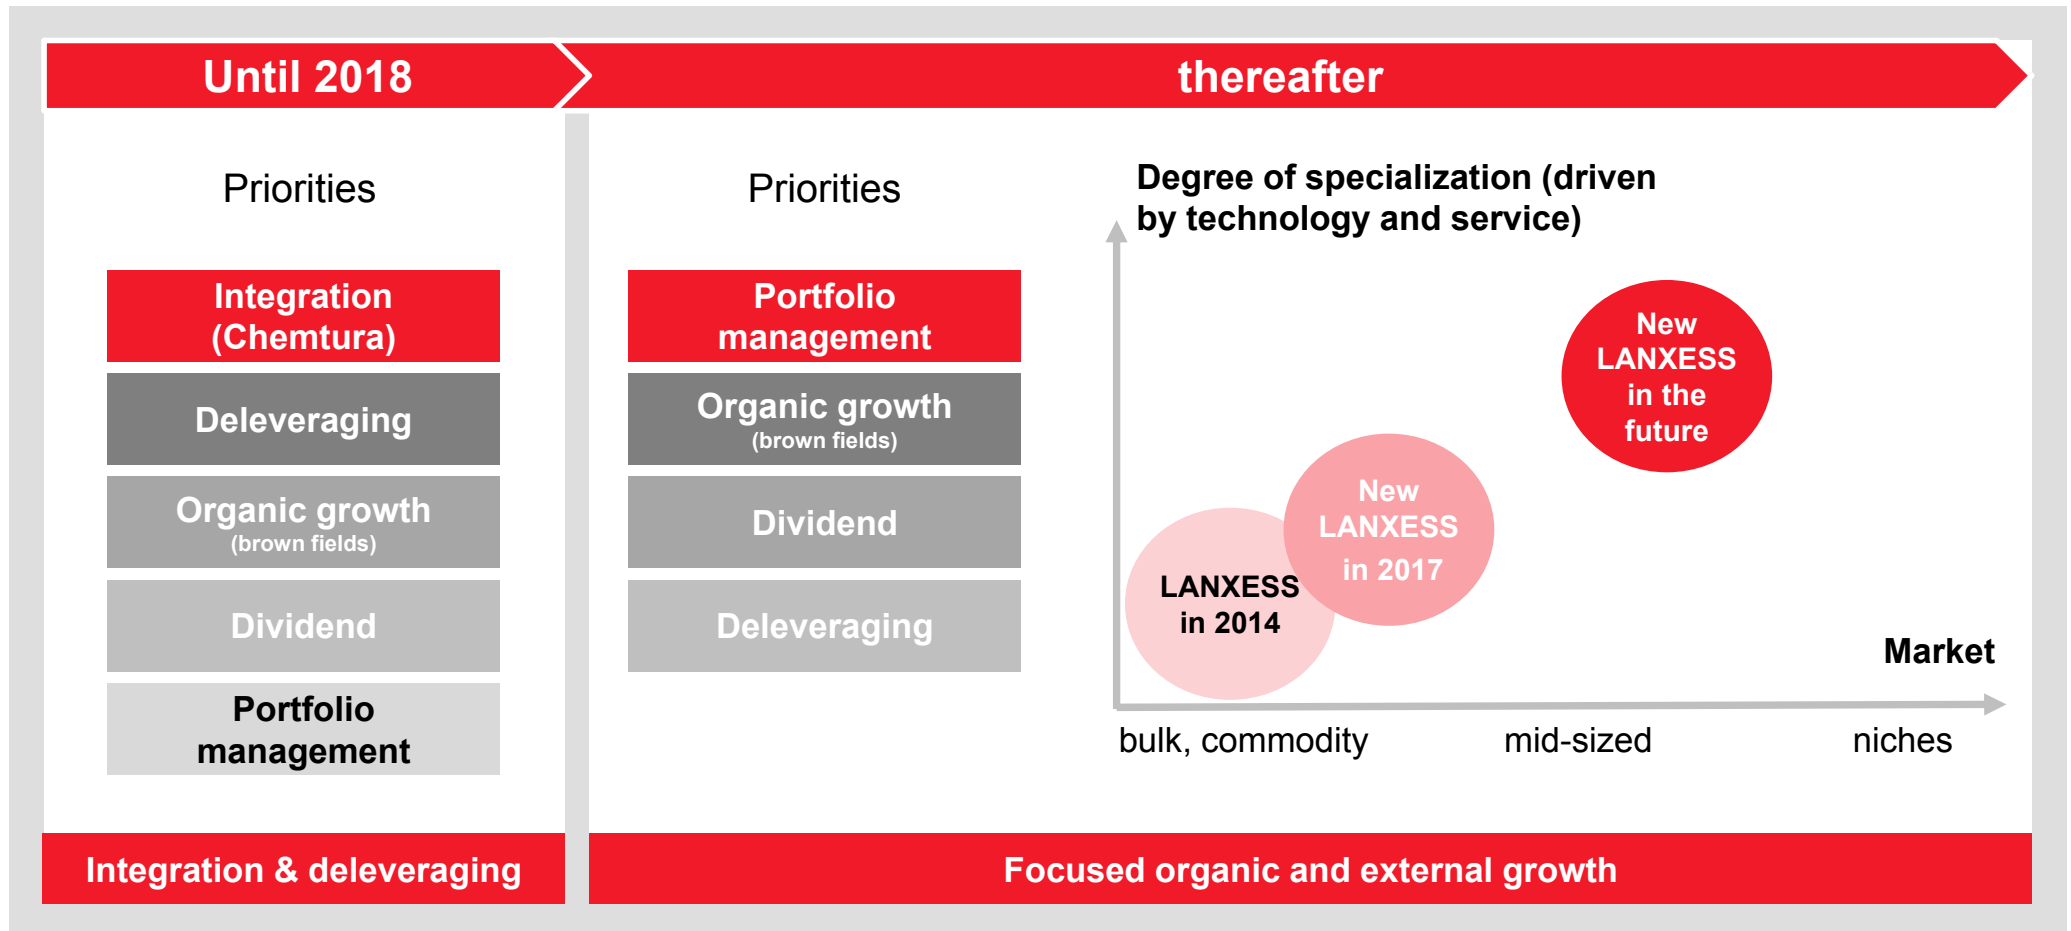 Until 2018
thereafter
Priorities
Integration
(Chemtura)
Deleveraging
Organic growth
(brown fields)
Dividend
Portfolio
management
Priorities
Portfolio
management
Organic growth
(brown fields)
Dividend
Deleveraging
Degree of specialization (driven
by technology and service)
New
LANXESS
in the
future
New
LANXESS
in 2017
LANXESS
in 2014
Market
bulk, commodity
mid-sized
niches
Integration & deleveraging
Focused organic and external growth